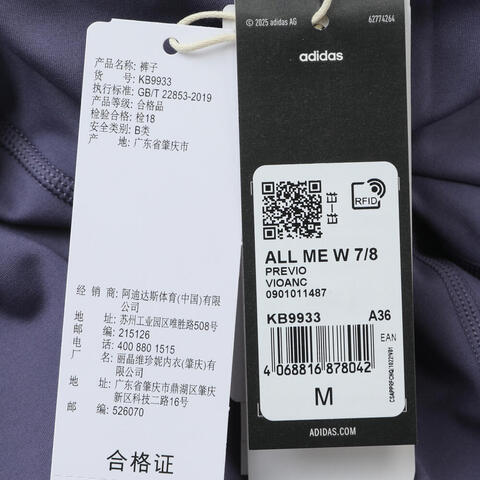 产品名称: 裤子
货 号: KB9933
执行标准: GB/T 22853-2019
产品等级: 合格品
检验合格: 检18
安全类别: B类
产 地: 广东省肇庆市
经 销 商: 阿迪达斯体育(中国)有限
公司
地 址: 苏州工业园区唯胜路508号
邮 编: 215126
电 话: 400 880 1515
厂 家: 丽晶维珍妮内衣(肇庆)有
限公司
地 址: 广东省肇庆市鼎湖区肇庆
新区科技二路16号
邮 编: 526070
合格证
© 2025 adidas AG
62774264
adidas
RFID
ALL ME W 7/8
PREVIO
VIOANC
0901011487
KB9933 A36
EAN
4 068816 878042
M
ADIDAS.COM